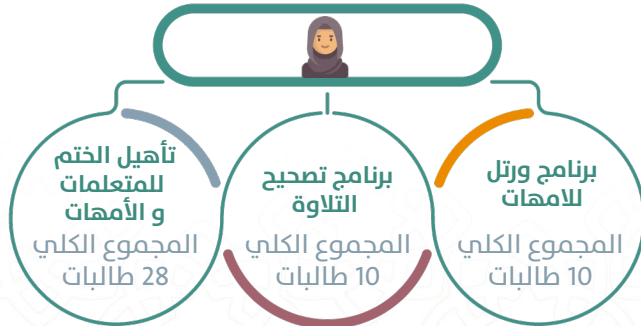 برنامج ورتل
للامهات
المجموع الكلي
10 طالبات
برنامج تصحيح
التلاوة
المجموع الكلي
10 طالبات
تأهيل الختم
للمتعلمات
و الأمهات
المجموع الكلي
28 طالبات